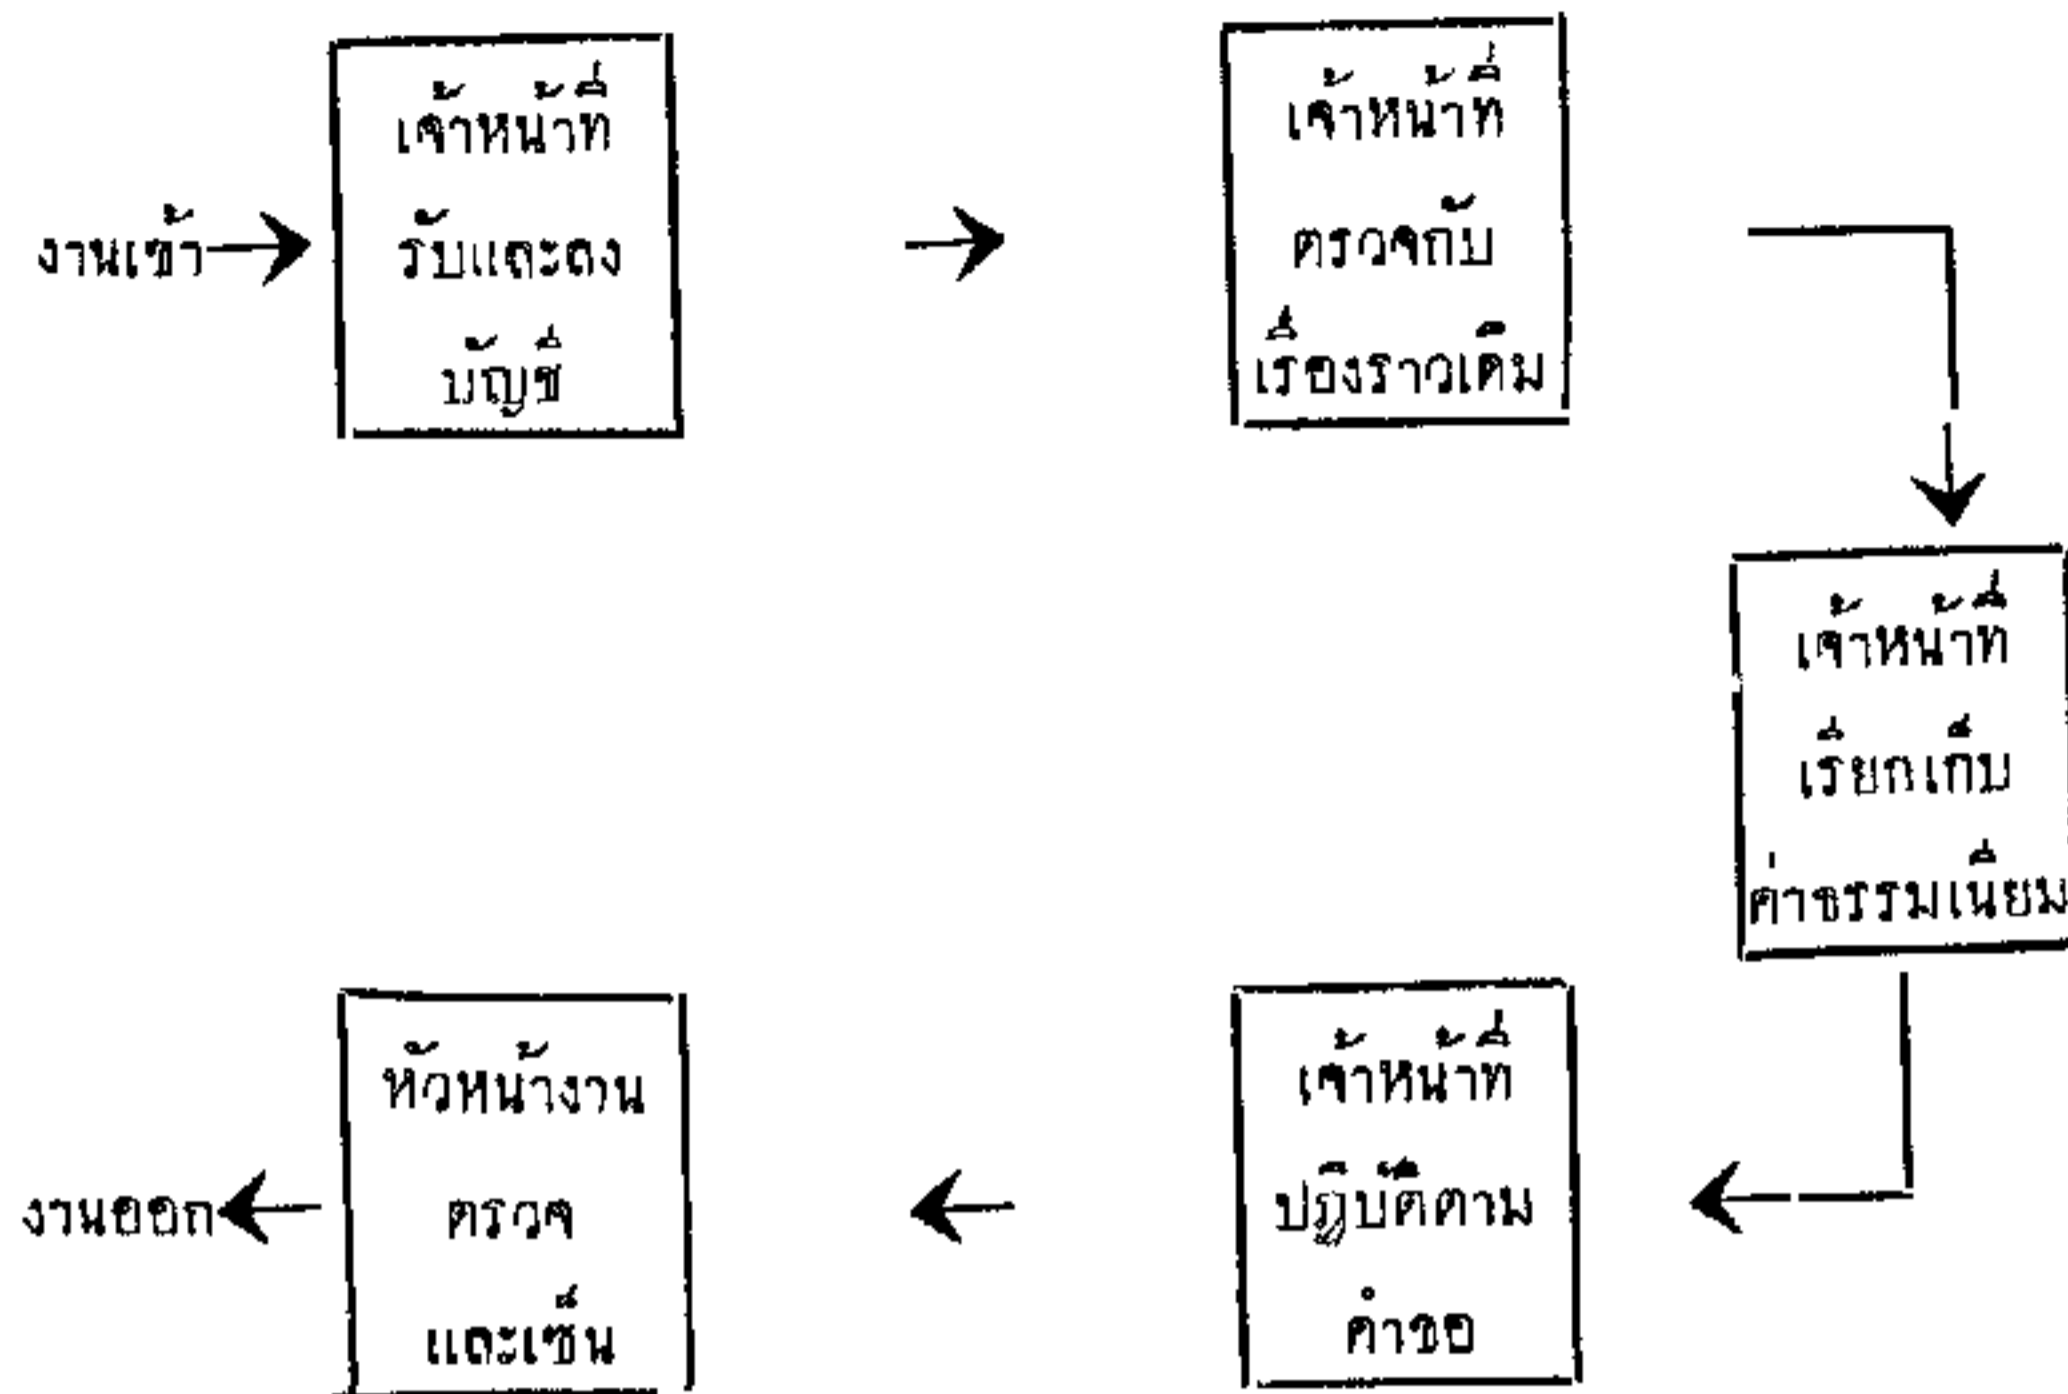 งานเข้า
เจ้าหน้าที่
รับและลง
บัญชี
เจ้าหน้าที่
ตรวจกับ
เรื่องราวเดิม
เจ้าหน้าที่
เรียกเก็บ
ค่าธรรมเนียม
เจ้าหน้าที่
ปฏิบัติตาม
คำขอ
หัวหน้างาน
ตรวจ
และเซ็น
งานออก